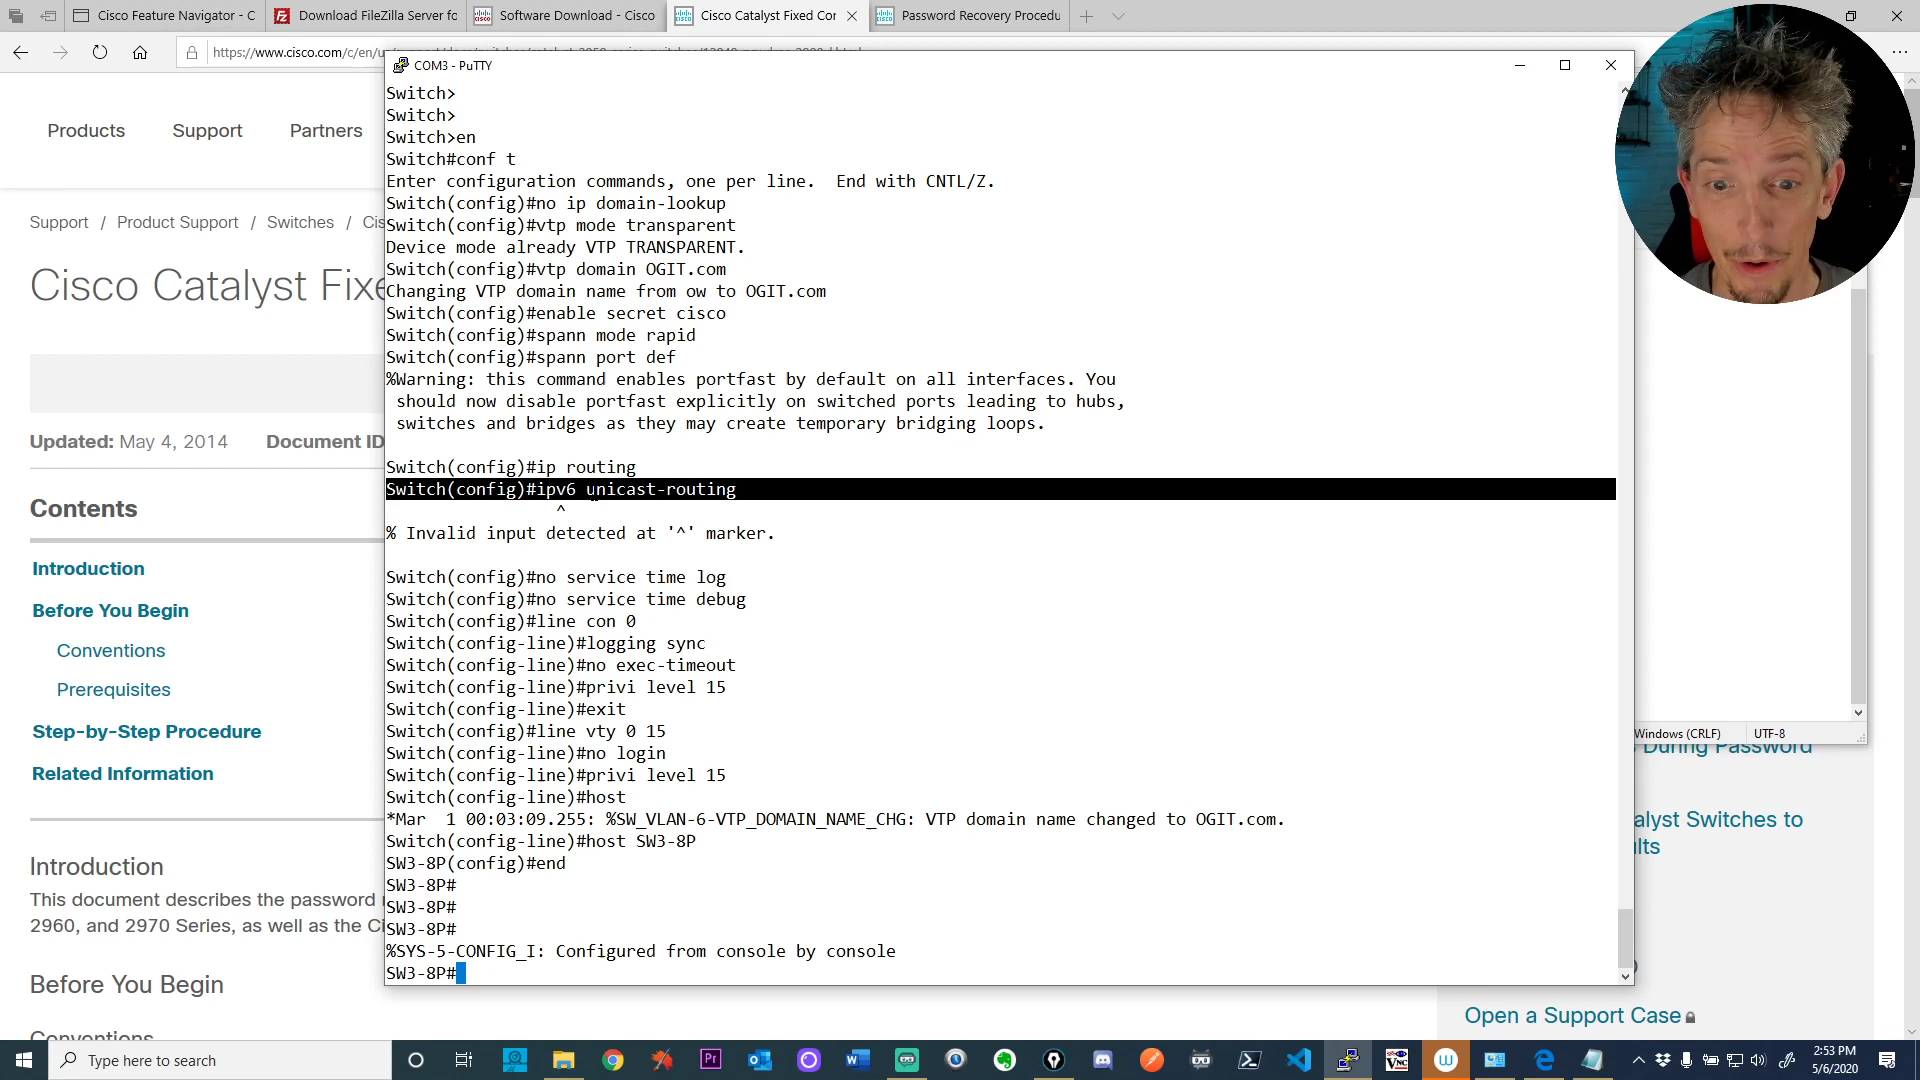 Cisco Feature Navigator - C
Download FileZilla Server fo
Software Download - Cisco
Cisco Catalyst Fixed Cor
Password Recovery Procedu
https://www.cisco.com/c/en/u
COM3 - PuTTY
Products
Support
Partners
Support / Product Support / Switches / Cis
Cisco Catalyst Fixe
Updated: May 4, 2014
Document ID
Contents
Introduction
Before You Begin
Conventions
Prerequisites
Step-by-Step Procedure
Related Information
Introduction
This document describes the password r
2960, and 2970 Series, as well as the Ci
Before You Begin
Conventions
Switch>
Switch>
Switch>en
Switch#conf t
Enter configuration commands, one per line.  End with CNTL/Z.
Switch(config)#no ip domain-lookup
Switch(config)#vtp mode transparent
Device mode already VTP TRANSPARENT.
Switch(config)#vtp domain OGIT.com
Changing VTP domain name from ow to OGIT.com
Switch(config)#enable secret cisco
Switch(config)#spann mode rapid
Switch(config)#spann port def
%Warning: this command enables portfast by default on all interfaces. You
 should now disable portfast explicitly on switched ports leading to hubs,
 switches and bridges as they may create temporary bridging loops.
Switch(config)#ip routing
Switch(config)#ipv6 unicast-routing
^
% Invalid input detected at '^' marker.
Switch(config)#no service time log
Switch(config)#no service time debug
Switch(config)#line con 0
Switch(config-line)#logging sync
Switch(config-line)#no exec-timeout
Switch(config-line)#privi level 15
Switch(config-line)#exit
Switch(config)#line vty 0 15
Switch(config-line)#no login
Switch(config-line)#privi level 15
Switch(config-line)#host
*Mar  1 00:03:09.255: %SW_VLAN-6-VTP_DOMAIN_NAME_CHG: VTP domain name changed to OGIT.com.
Switch(config-line)#host SW3-8P
SW3-8P(config)#end
SW3-8P#
SW3-8P#
SW3-8P#
%SYS-5-CONFIG_I: Configured from console by console
SW3-8P#
Windows (CRLF)
UTF-8
s During Password
alyst Switches to
ults
Open a Support Case
Type here to search
2:53 PM
5/6/2020